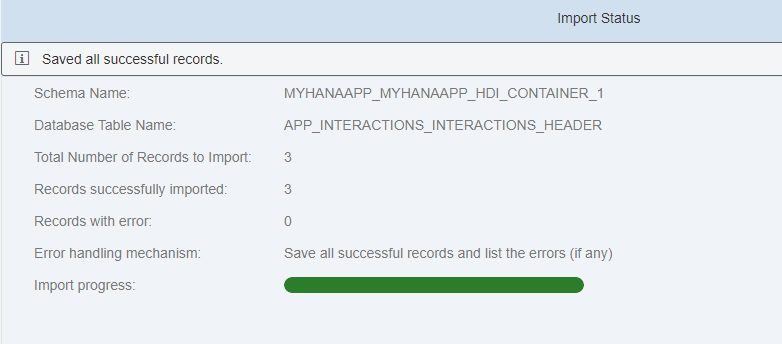 Import Status
Saved all successful records.
Schema Name: MYHANAAPP_MYHANAAPP_HDI_CONTAINER_1
Database Table Name: APP_INTERACTIONS_INTERACTIONS_HEADER
Total Number of Records to Import: 3
Records successfully imported: 3
Records with error: 0
Error handling mechanism: Save all successful records and list the errors (if any)
Import progress: